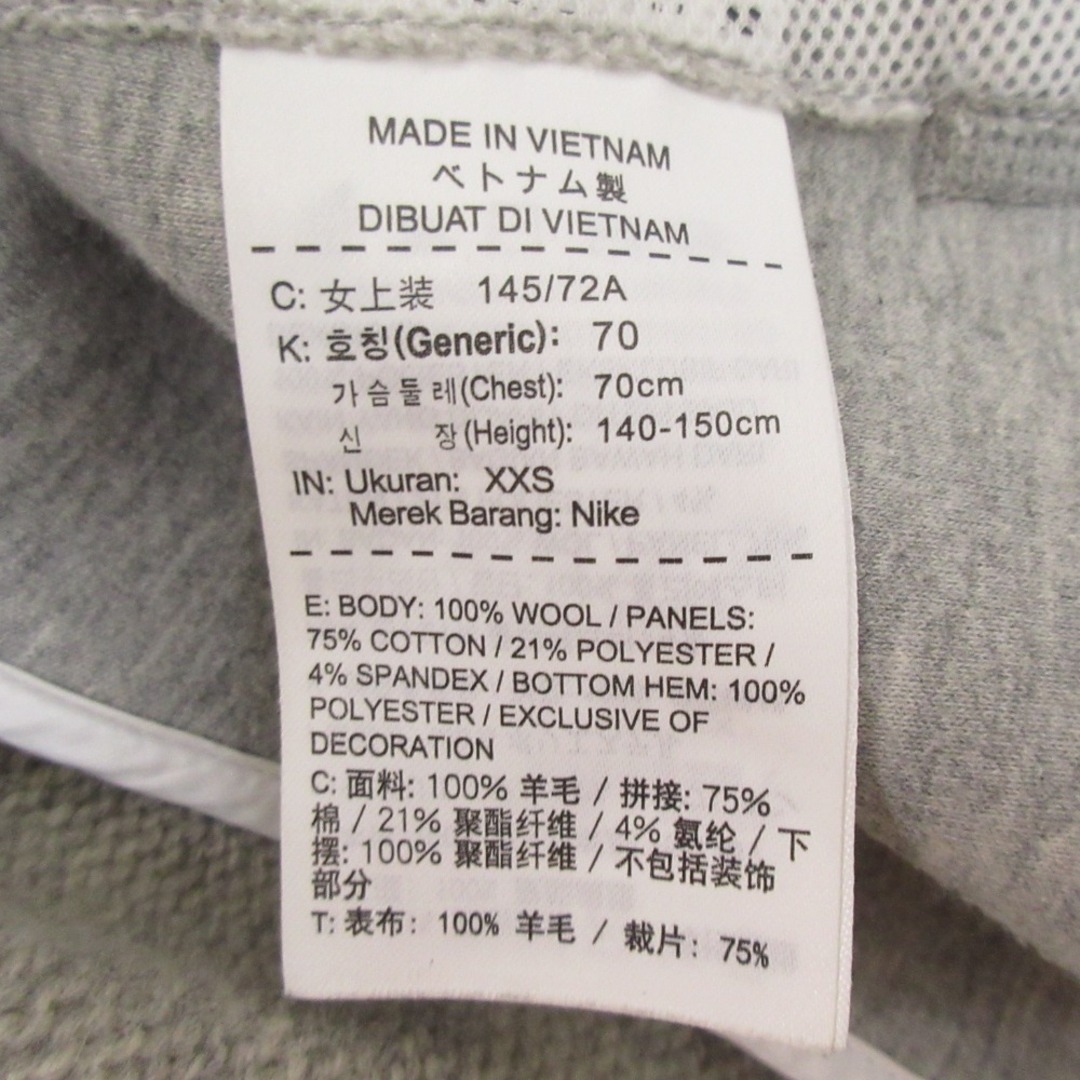 MADE IN VIETNAM
ベトナム製
DIBUAT DI VIETNAM
C: 女上装 145/72A
K: 호칭(Generic): 70
가슴둘레(Chest): 70cm
신 장(Height): 140-150cm
IN: Ukuran: XXS
Merek Barang: Nike
E: BODY: 100% WOOL / PANELS:
75% COTTON / 21% POLYESTER /
4% SPANDEX / BOTTOM HEM: 100%
POLYESTER / EXCLUSIVE OF
DECORATION
C: 面料: 100% 羊毛 / 拼接: 75%
棉 / 21% 聚酯纤维 / 4% 氨纶 / 下
摆: 100% 聚酯纤维 / 不包括装饰
部分
T: 表布: 100% 羊毛 / 裁片: 75%